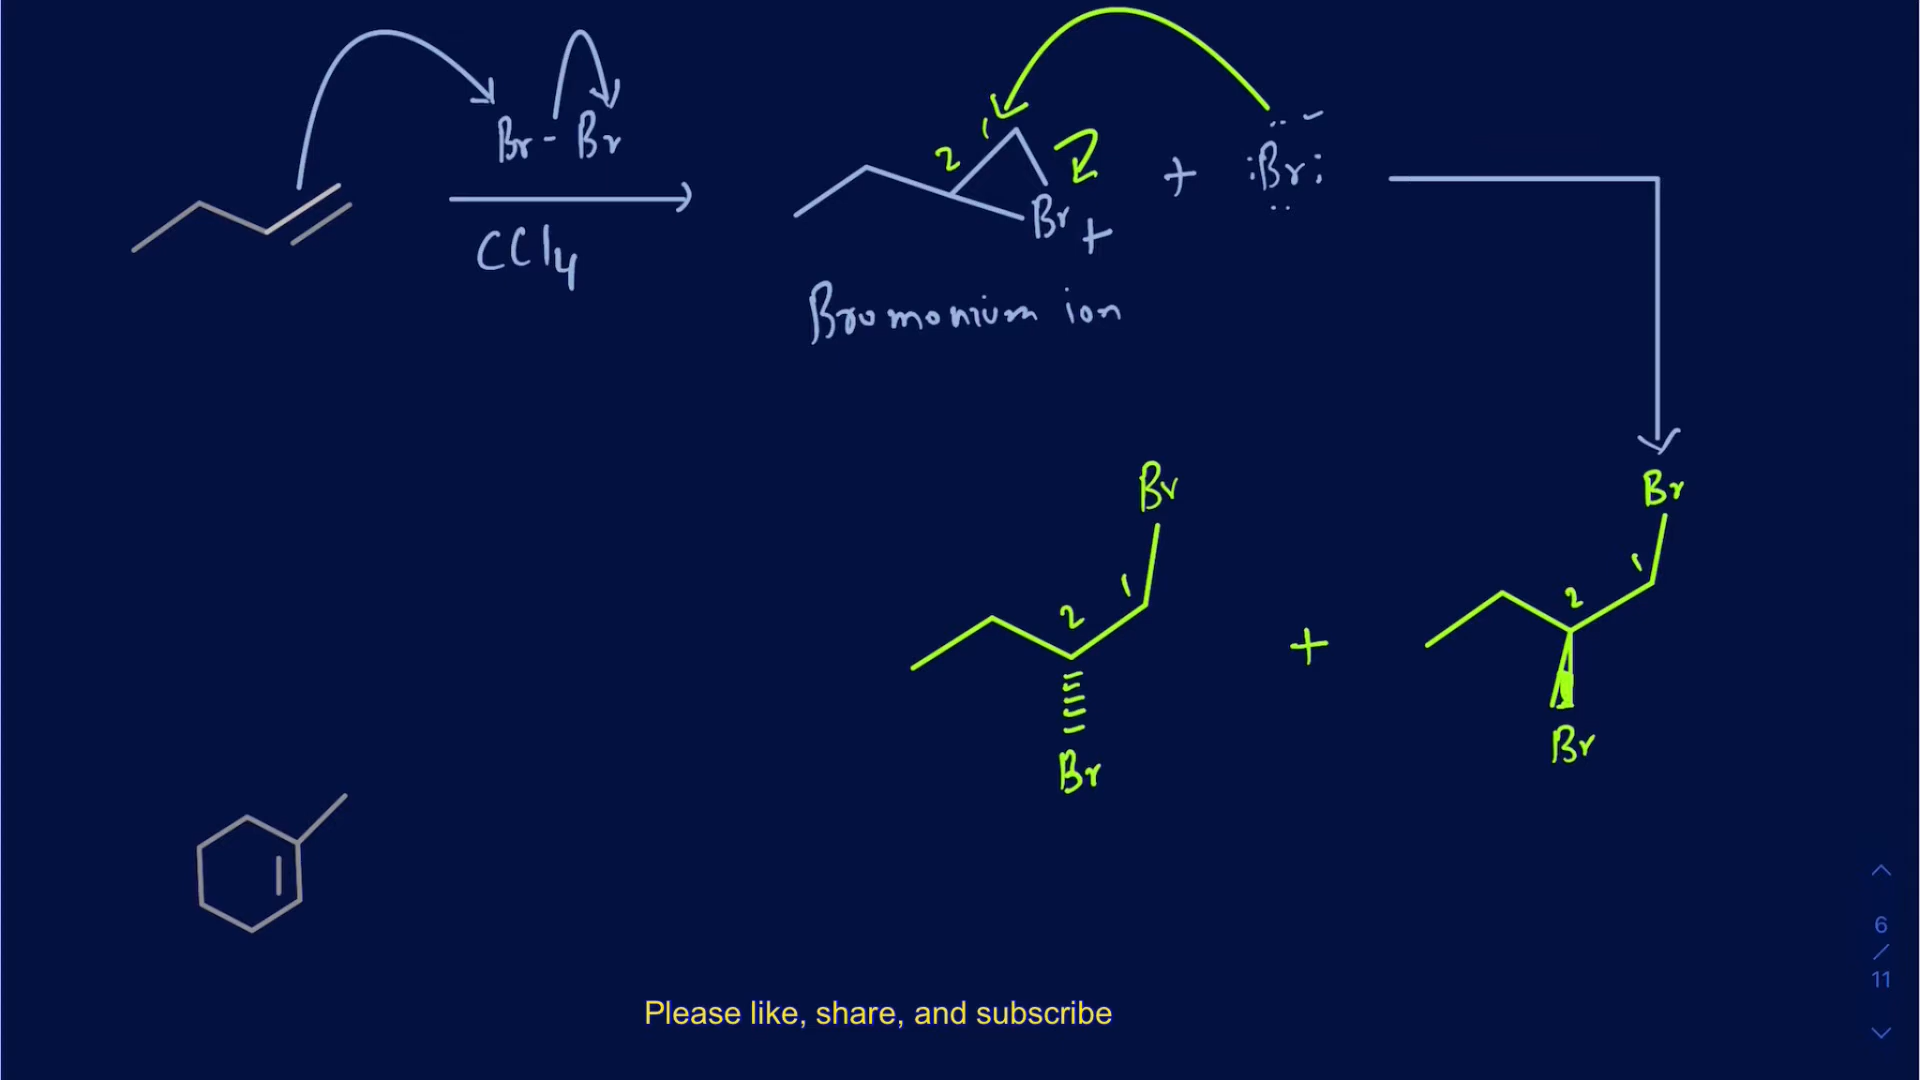 Br - Br
CCl4
1
2
Br +
+ :Br: -
Bromonium ion
Br
1
2
Br
+
Br
1
2
Br
6
/
11
Please like, share, and subscribe